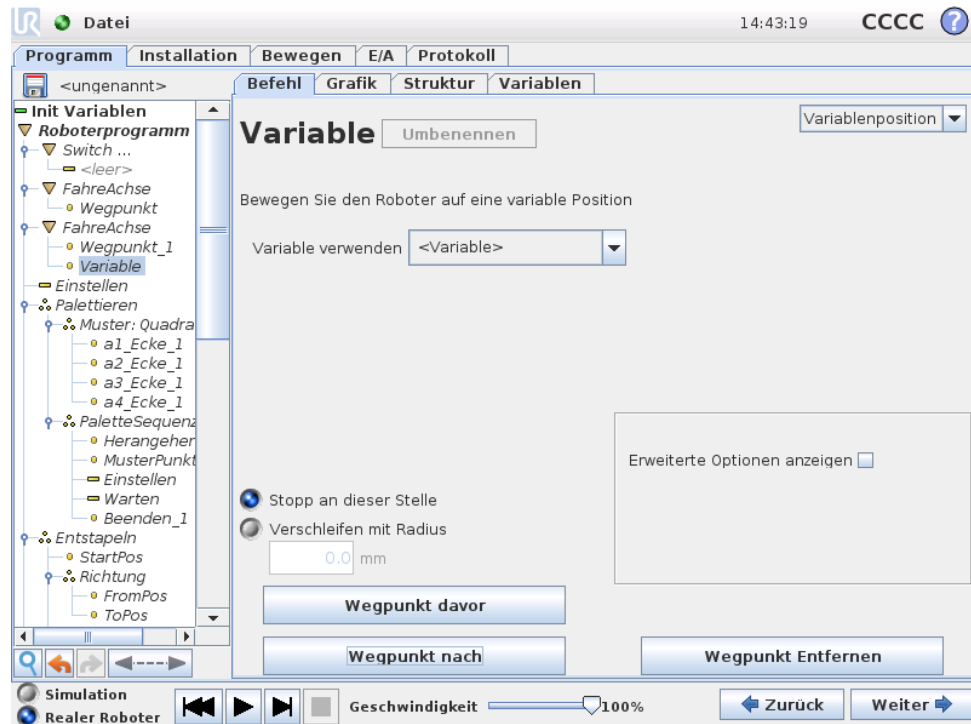 UR Datei 14:43:19 CCCC ?
Programm Installation Bewegen E/A Protokoll
<ungenannt>
Befehl Grafik Struktur Variablen
Init Variablen
Roboterprogramm
Switch ...
<leer>
FahreAchse
Wegpunkt
FahreAchse
Wegpunkt_1
Variable
Einstellen
Palettieren
Muster: Quadra
a1_Ecke_1
a2_Ecke_1
a3_Ecke_1
a4_Ecke_1
PaletteSequenz
Herangehen
MusterPunkt
Einstellen
Warten
Beenden_1
Entstapeln
StartPos
Richtung
FromPos
ToPos
Variable Umbenennen
Variablenposition
Bewegen Sie den Roboter auf eine variable Position
Variable verwenden <Variable>
Erweiterte Optionen anzeigen
Stopp an dieser Stelle
Verschleifen mit Radius
0.0 mm
Wegpunkt davor
Wegpunkt nach Wegpunkt Entfernen
Simulation
Realer Roboter
Geschwindigkeit 100% Zurück Weiter